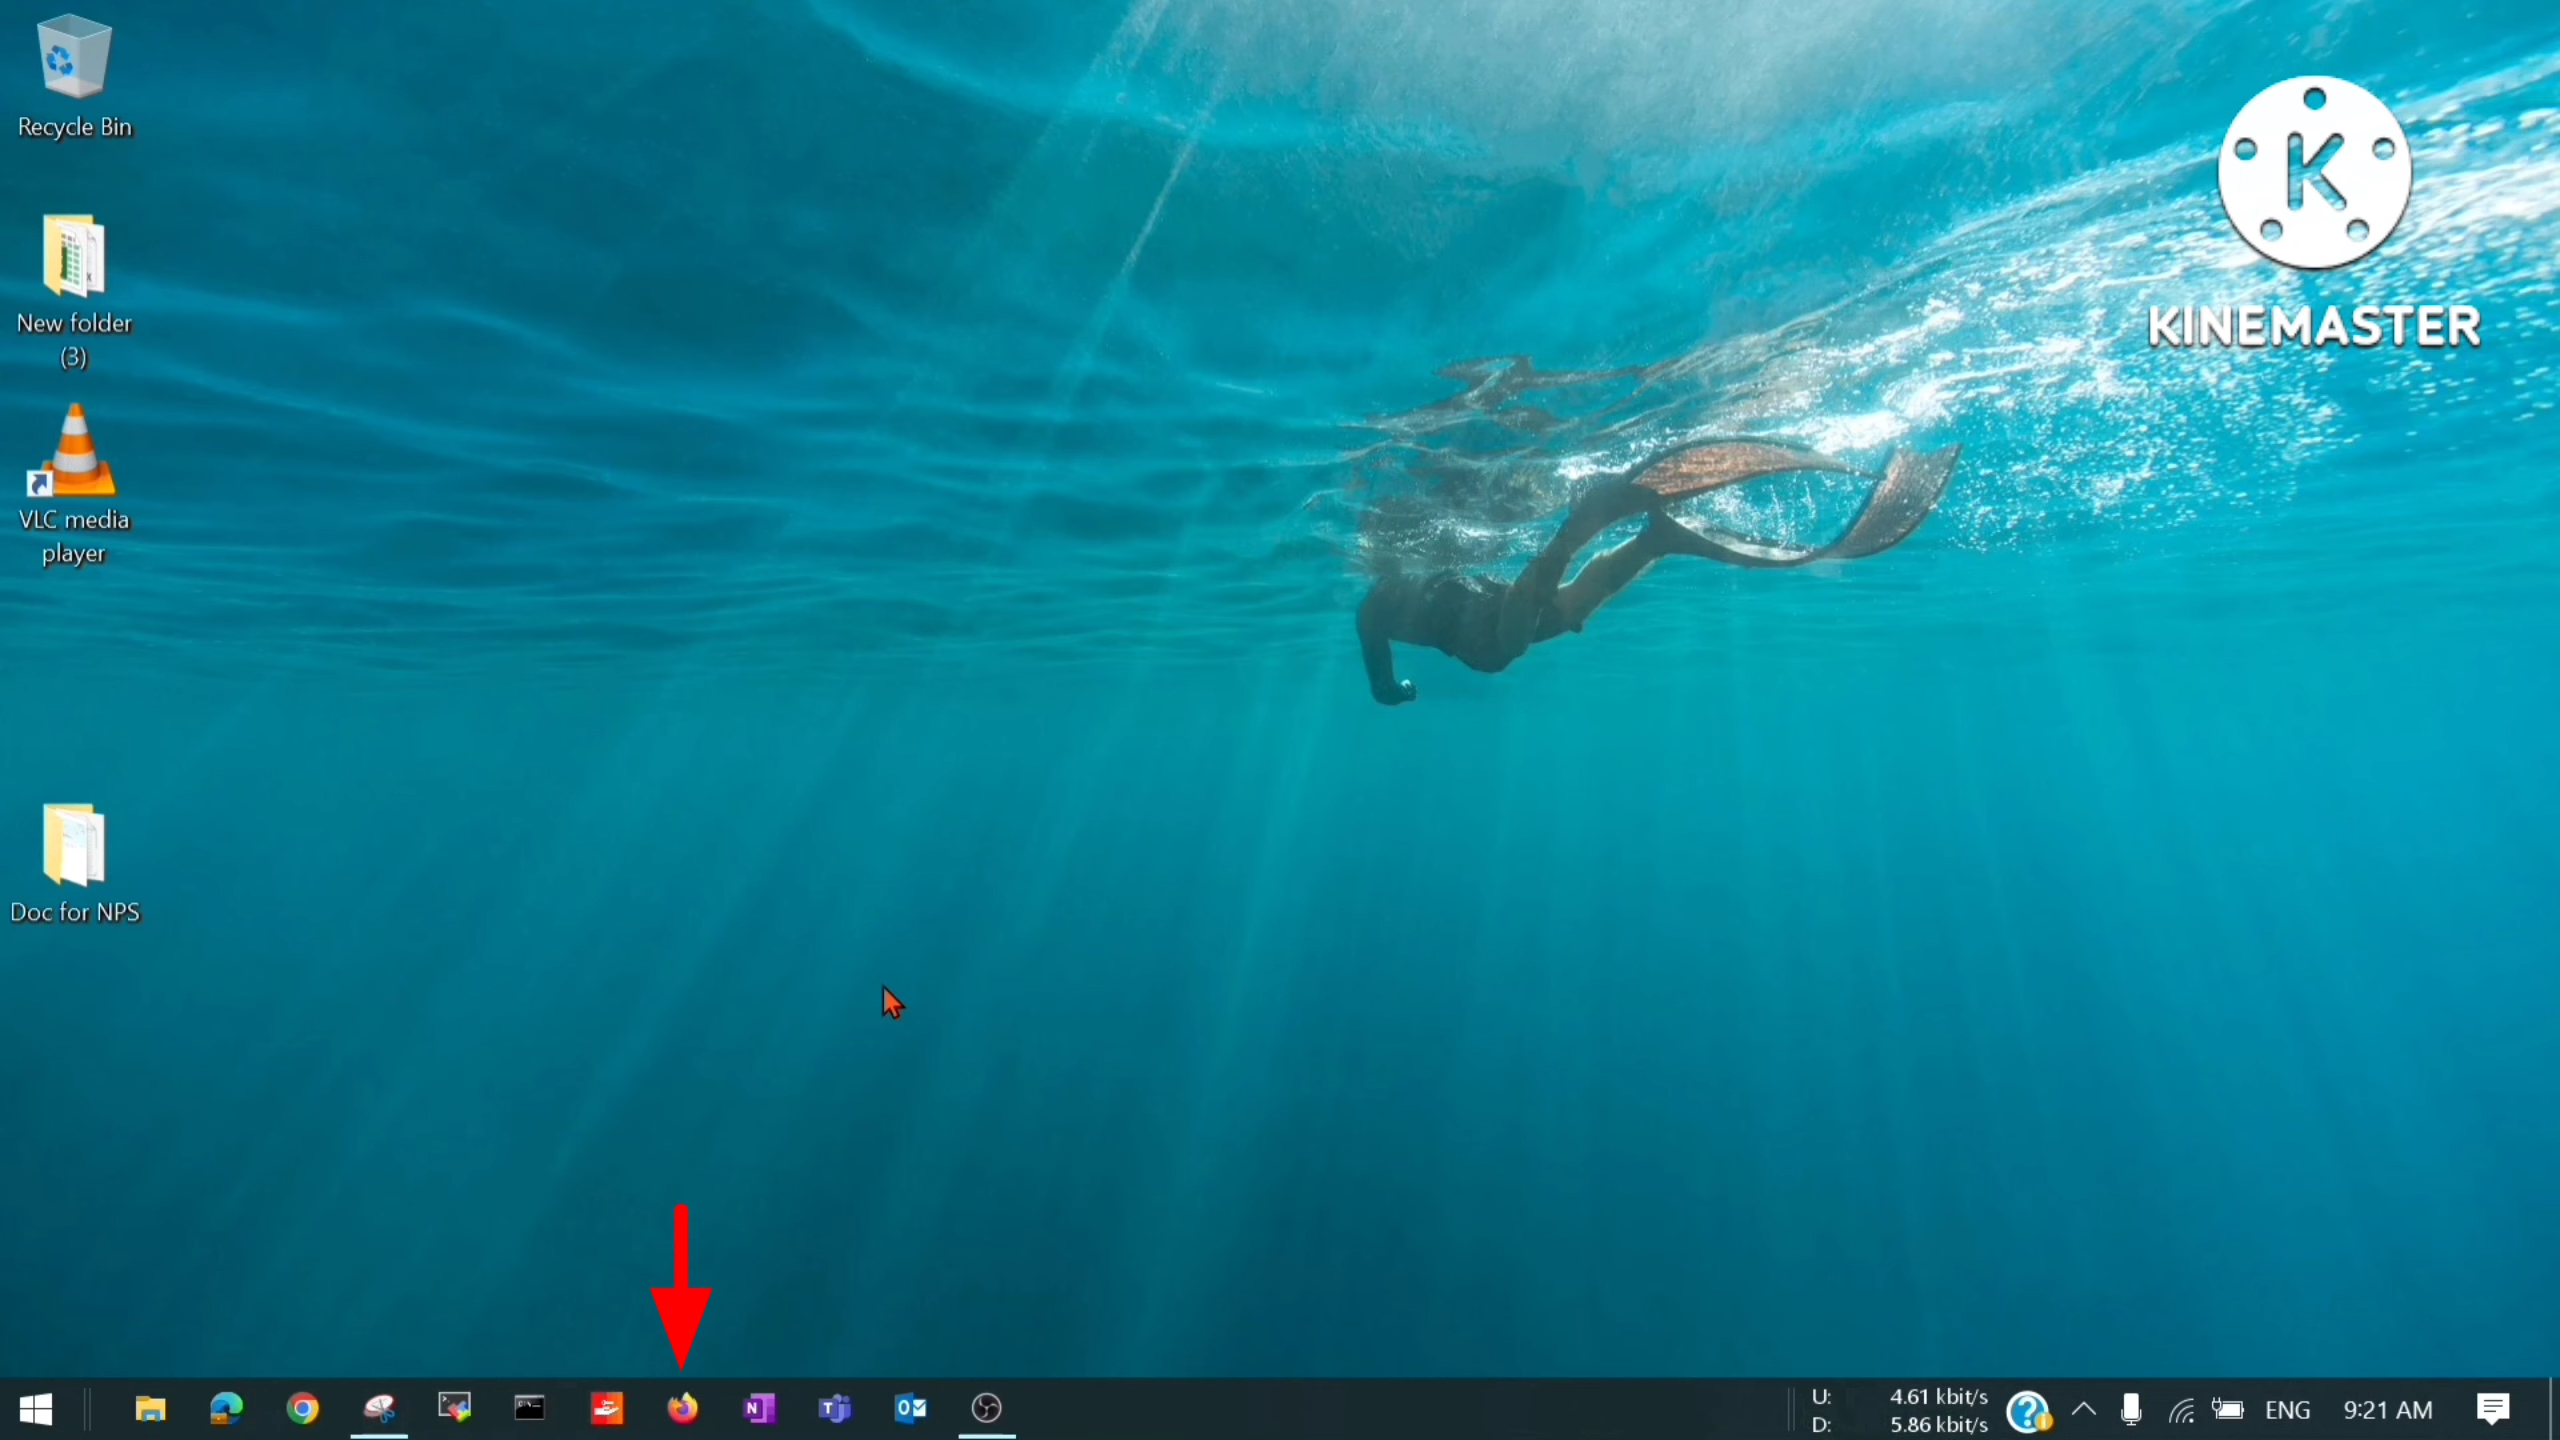 Recycle Bin
New folder
(3)
VLC media
player
Doc for NPS
K
KINEMASTER
U: 4.61 kbit/s
D: 5.86 kbit/s
ENG
9:21 AM